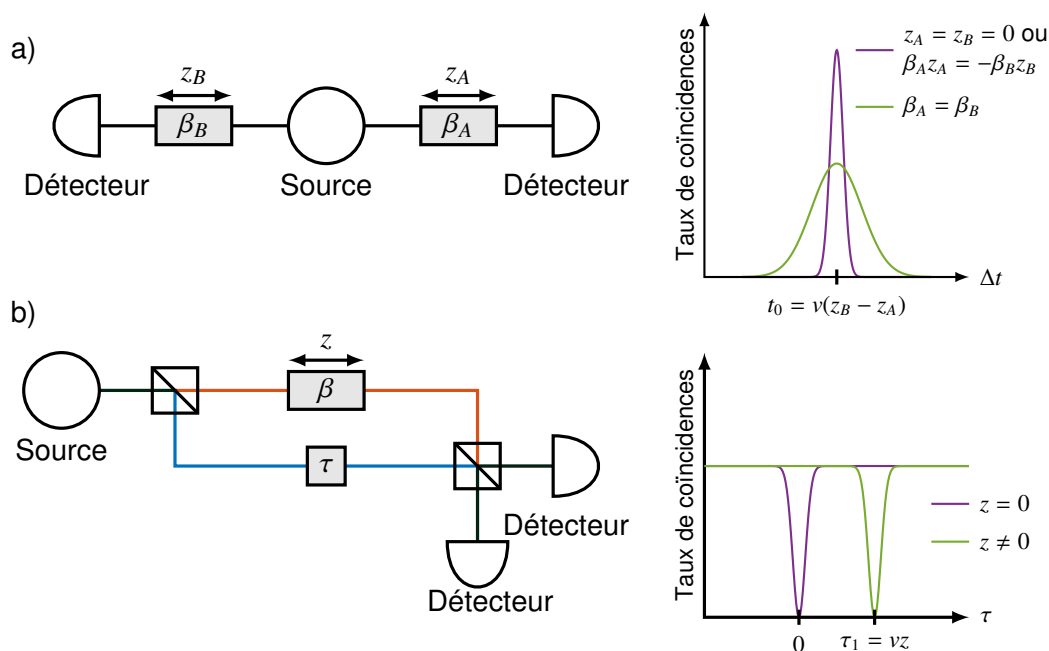 a)
z_B
z_A
β_B
β_A
Détecteur
Source
Détecteur
Taux de coïncidences
z_A = z_B = 0 ou
β_A z_A = -β_B z_B
β_A = β_B
Δt
t_0 = v(z_B − z_A)
b)
z
β
Source
τ
Détecteur
Détecteur
Taux de coïncidences
z = 0
z ≠ 0
τ
0
τ_1 = vz